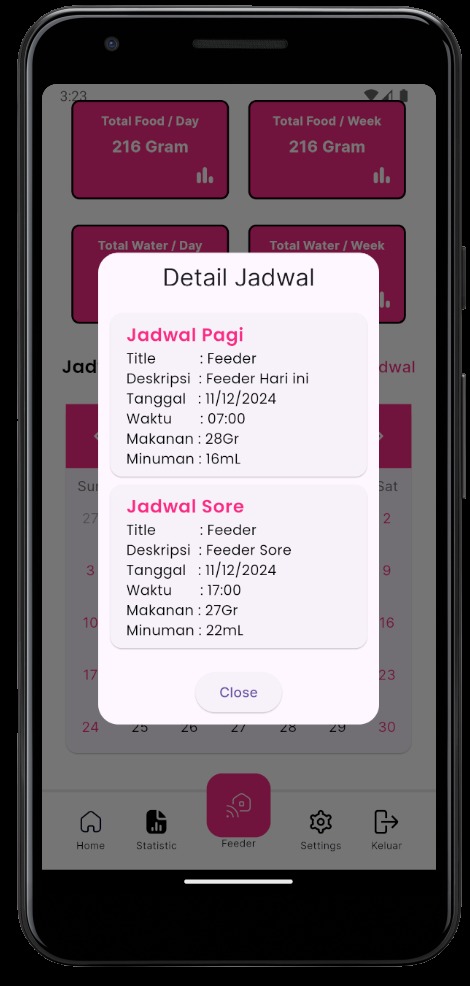 3:23
Total Food / Day
216 Gram
Total Food / Week
216 Gram
Total Water / Day
Total Water / Week
Detail Jadwal
Jadwal Pagi
Title : Feeder
Deskripsi : Feeder Hari ini
Tanggal : 11/12/2024
Waktu : 07:00
Makanan : 28Gr
Minuman : 16mL
Jadwal Sore
Title : Feeder
Deskripsi : Feeder Sore
Tanggal : 11/12/2024
Waktu : 17:00
Makanan : 27Gr
Minuman : 22mL
Close
Sat
27
2
3
10
16
17
23
24 25 26 27 28 29 30
Home Statistic Feeder Settings Keluar